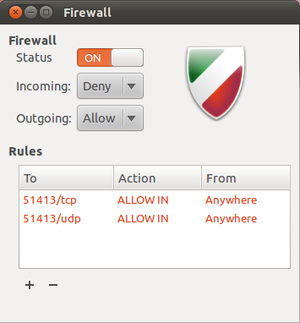 Firewall
Firewall
Status ON
Incoming: Deny
Outgoing: Allow
Rules
To Action From
51413/tcp ALLOW IN Anywhere
51413/udp ALLOW IN Anywhere